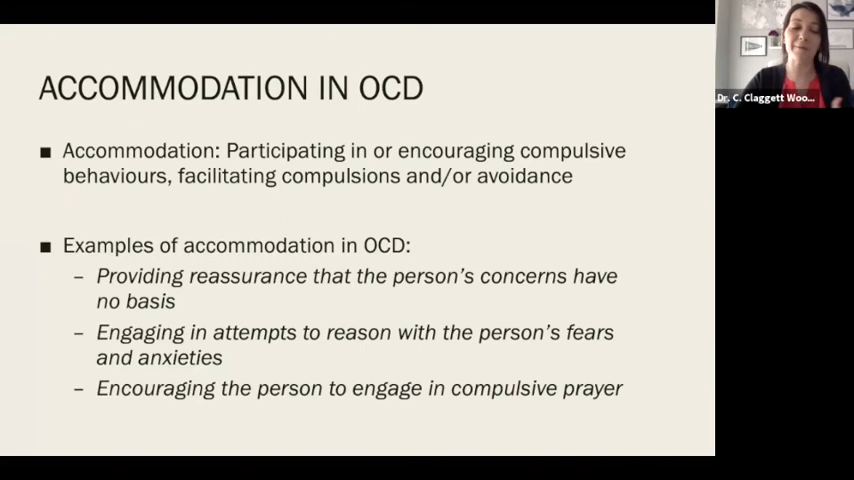 ACCOMMODATION IN OCD
Dr. C. Claggett Woo...
■ Accommodation: Participating in or encouraging compulsive
behaviours, facilitating compulsions and/or avoidance
■ Examples of accommodation in OCD:
– Providing reassurance that the person's concerns have
no basis
– Engaging in attempts to reason with the person's fears
and anxieties
– Encouraging the person to engage in compulsive prayer